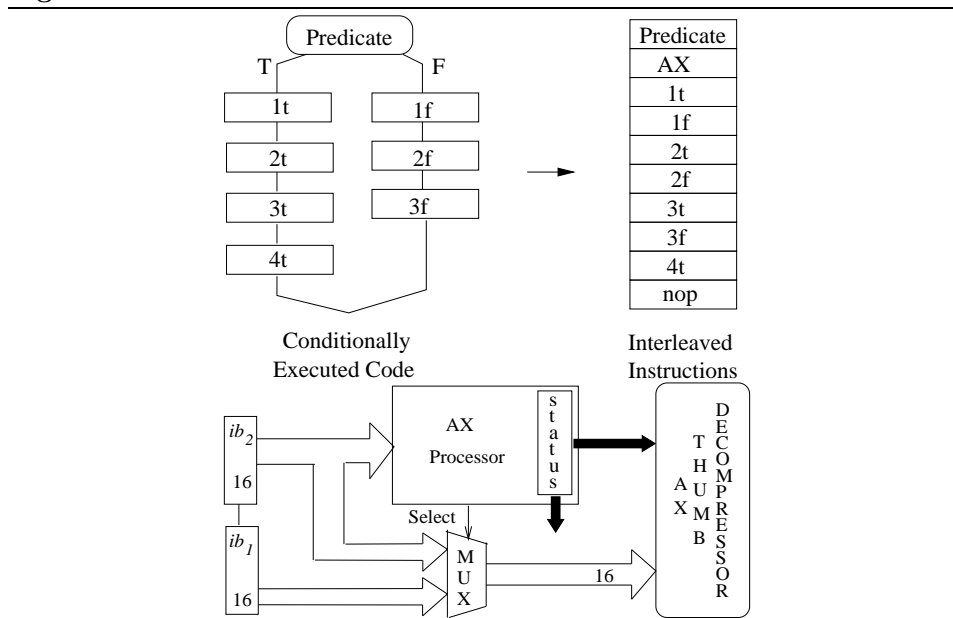 Predicate
T
F
1t
1f
2t
2f
3t
3f
4t
Predicate
AX
1t
1f
2t
2f
3t
3f
4t
nop
Conditionally
Executed Code
Interleaved
Instructions
ib2
16
ib1
16
AX
Processor
status
Select
MUX
16
AX
THUMB
DECOMPRESSOR